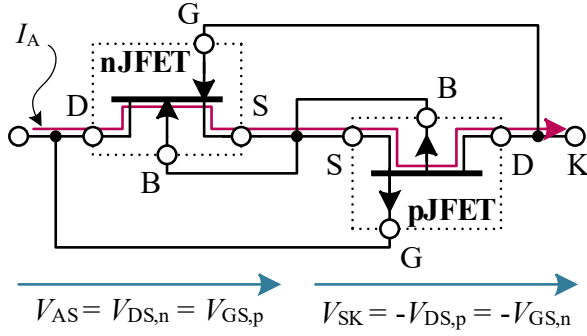 G
I_A
nJFET
D
S
B
B
S
D
K
pJFET
G
V_AS = V_DS,n = V_GS,p
V_SK = -V_DS,p = -V_GS,n